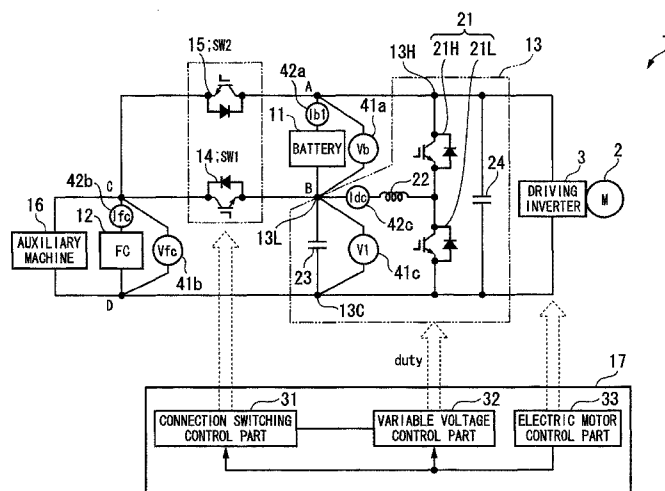 1
21
15;SW2
13H
21H
21L
13
A
42a
Ib1
11
BATTERY
41a
Vb
24
3
2
DRIVING
INVERTER
M
14;SW1
42b
C
B
22
Idc
16
12
Ifc
AUXILIARY
MACHINE
FC
Vfc
41b
13L
42c
23
V1
41c
D
13C
duty
17
31
CONNECTION SWITCHING
CONTROL PART
32
VARIABLE VOLTAGE
CONTROL PART
33
ELECTRIC MOTOR
CONTROL PART